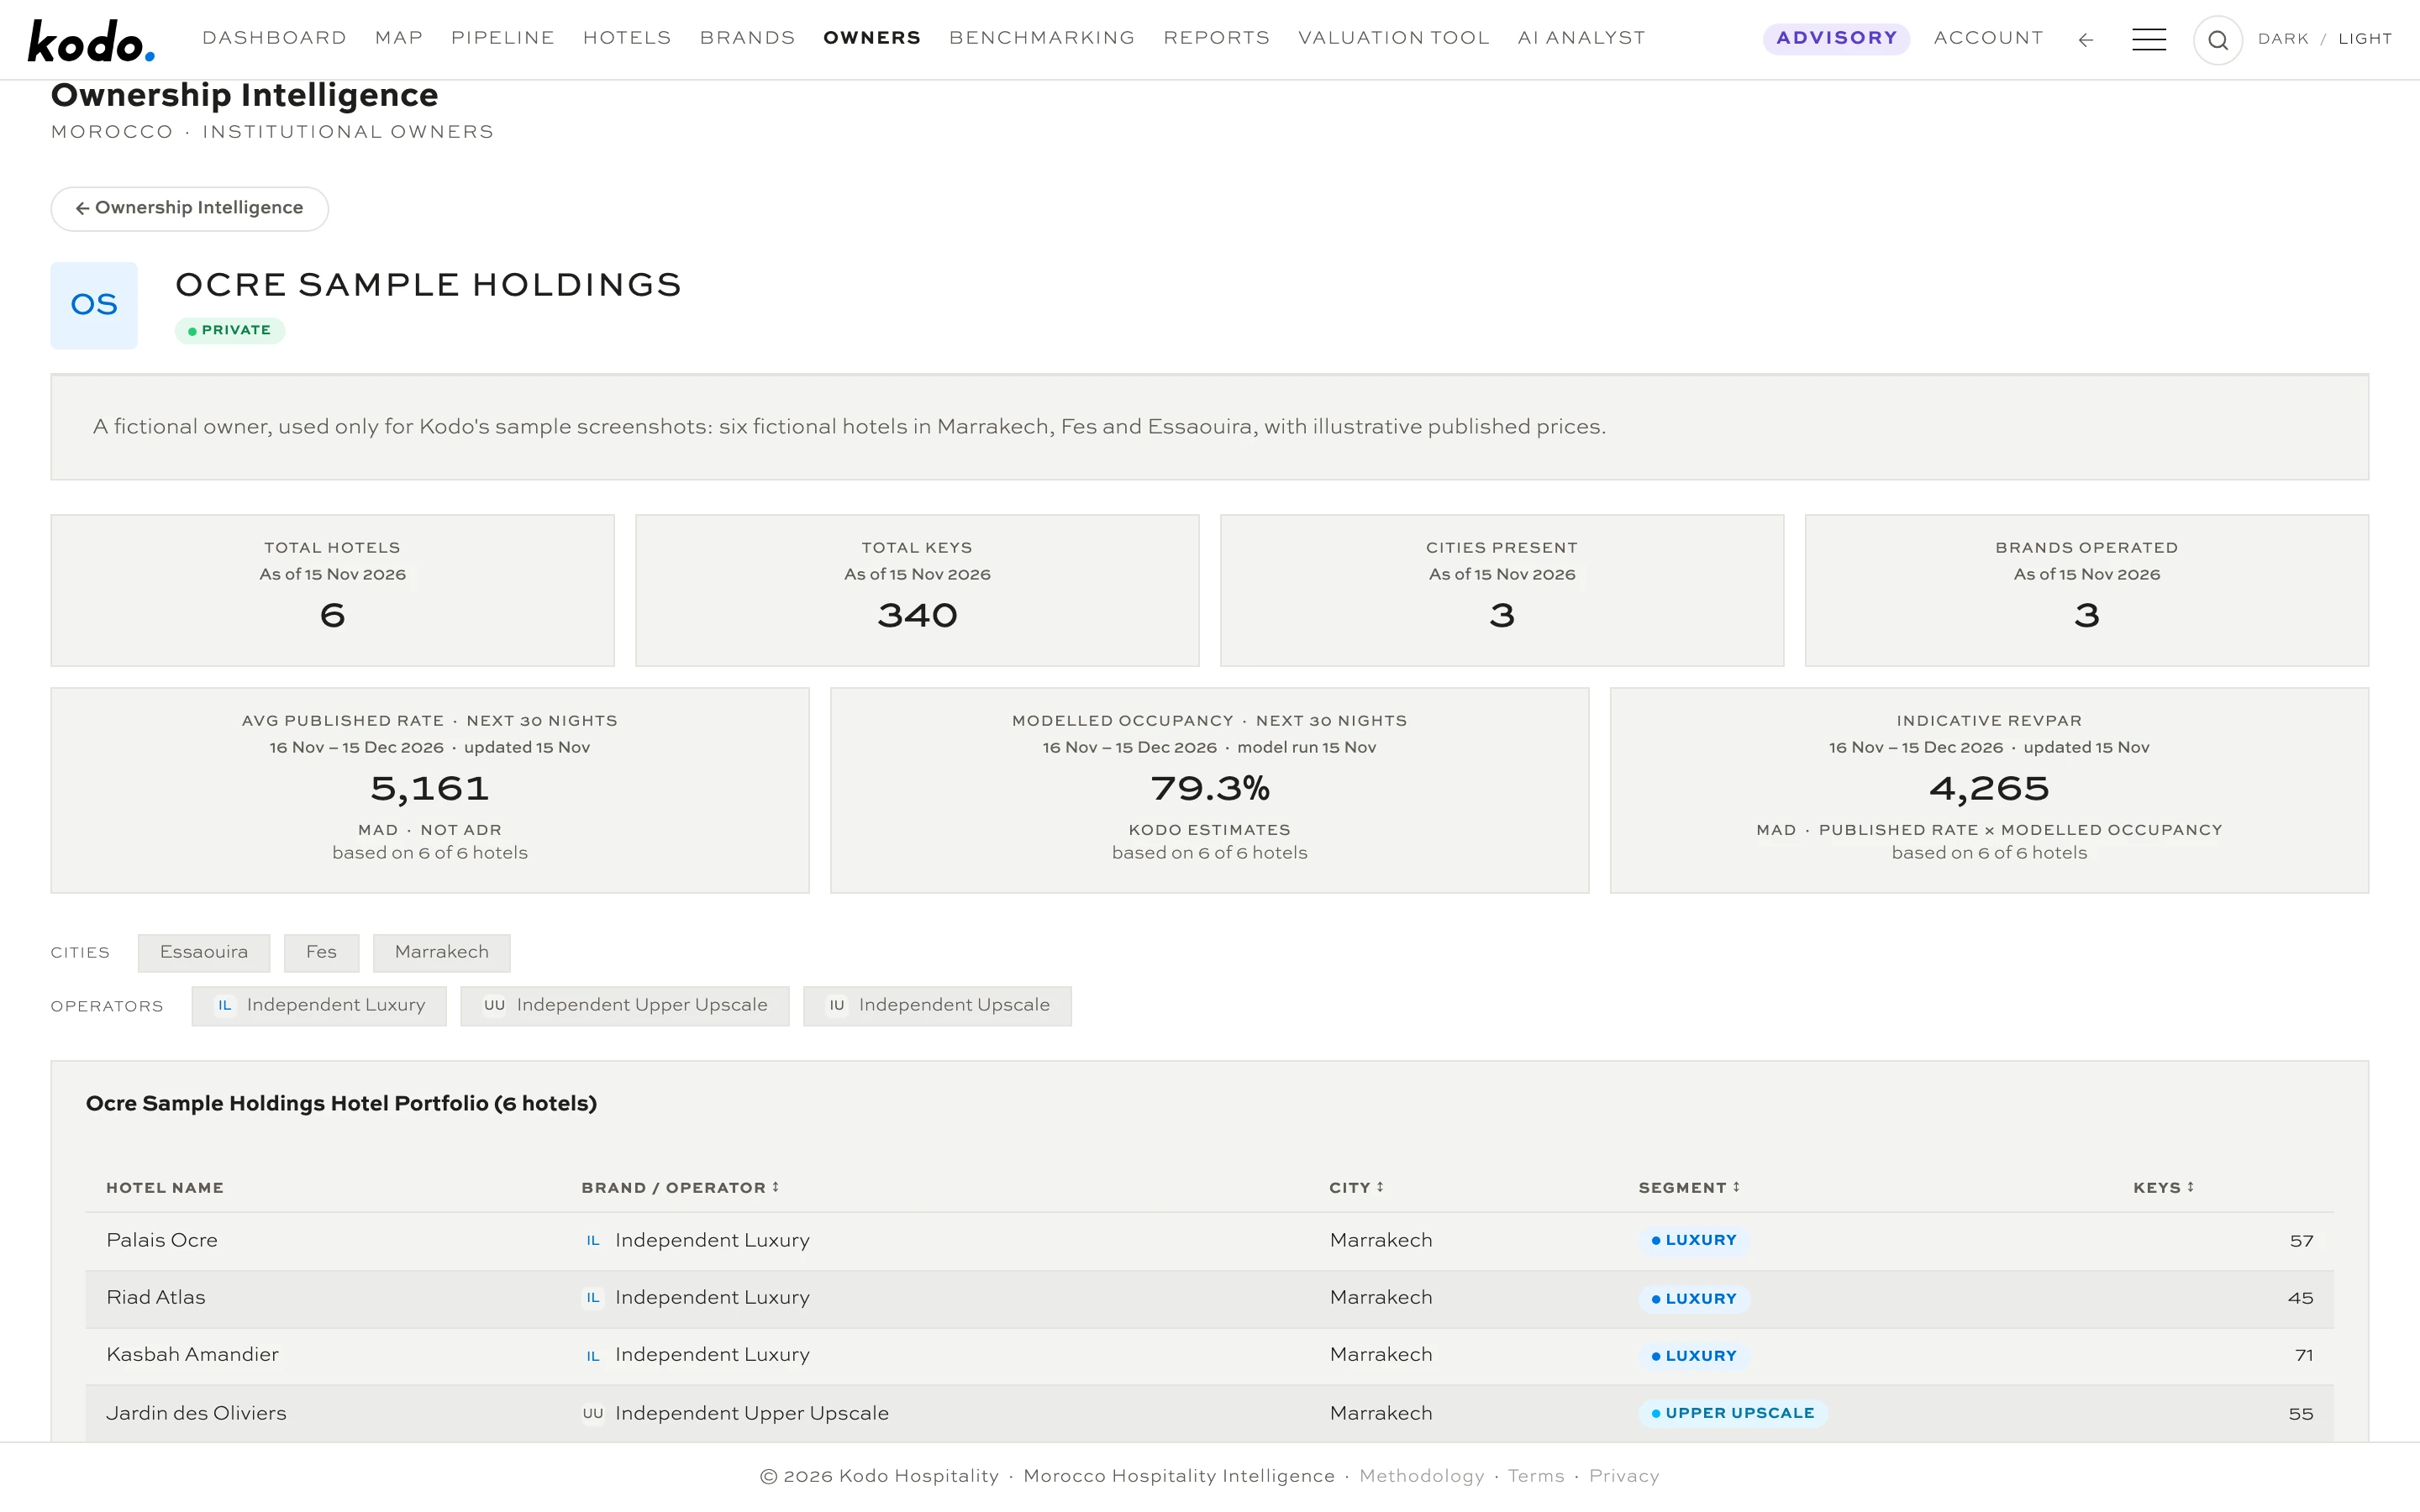 kodo. DASHBOARD MAP PIPELINE HOTELS BRANDS OWNERS BENCHMARKING REPORTS VALUATION TOOL AI ANALYST ADVISORY ACCOUNT ← DARK / LIGHT
Ownership Intelligence
MOROCCO · INSTITUTIONAL OWNERS
← Ownership Intelligence
OS OCRE SAMPLE HOLDINGS
PRIVATE
A fictional owner, used only for Kodo's sample screenshots: six fictional hotels in Marrakech, Fes and Essaouira, with illustrative published prices.
TOTAL HOTELS
As of 15 Nov 2026
6
TOTAL KEYS
As of 15 Nov 2026
340
CITIES PRESENT
As of 15 Nov 2026
3
BRANDS OPERATED
As of 15 Nov 2026
3
AVG PUBLISHED RATE · NEXT 30 NIGHTS
16 Nov – 15 Dec 2026 · updated 15 Nov
5,161
MAD · NOT ADR
based on 6 of 6 hotels
MODELLED OCCUPANCY · NEXT 30 NIGHTS
16 Nov – 15 Dec 2026 · model run 15 Nov
79.3%
KODO ESTIMATES
based on 6 of 6 hotels
INDICATIVE REVPAR
16 Nov – 15 Dec 2026 · updated 15 Nov
4,265
MAD · PUBLISHED RATE × MODELLED OCCUPANCY
based on 6 of 6 hotels
CITIES Essaouira Fes Marrakech
OPERATORS IL Independent Luxury UU Independent Upper Upscale IU Independent Upscale
Ocre Sample Holdings Hotel Portfolio (6 hotels)
HOTEL NAME BRAND / OPERATOR ↕ CITY ↕ SEGMENT ↕ KEYS ↕
Palais Ocre IL Independent Luxury Marrakech LUXURY 57
Riad Atlas IL Independent Luxury Marrakech LUXURY 45
Kasbah Amandier IL Independent Luxury Marrakech LUXURY 71
Jardin des Oliviers UU Independent Upper Upscale Marrakech UPPER UPSCALE 55
© 2026 Kodo Hospitality · Morocco Hospitality Intelligence · Methodology · Terms · Privacy